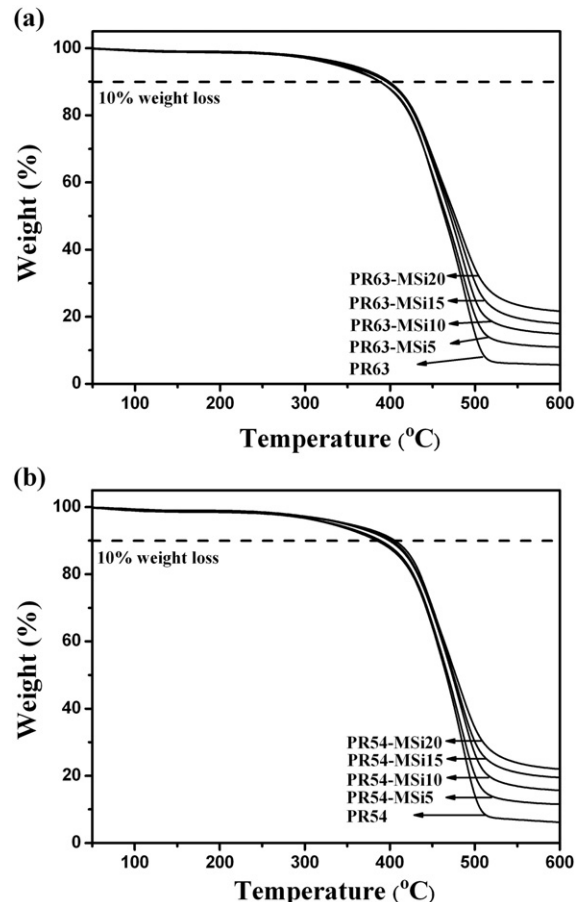 (a)
100
80
60
40
20
0
10% weight loss
PR63-MSi20
PR63-MSi15
PR63-MSi10
PR63-MSi5
PR63
Weight (%)
100 200 300 400 500 600
Temperature (°C)
(b)
100
80
60
40
20
0
10% weight loss
PR54-MSi20
PR54-MSi15
PR54-MSi10
PR54-MSi5
PR54
Weight (%)
100 200 300 400 500 600
Temperature (°C)